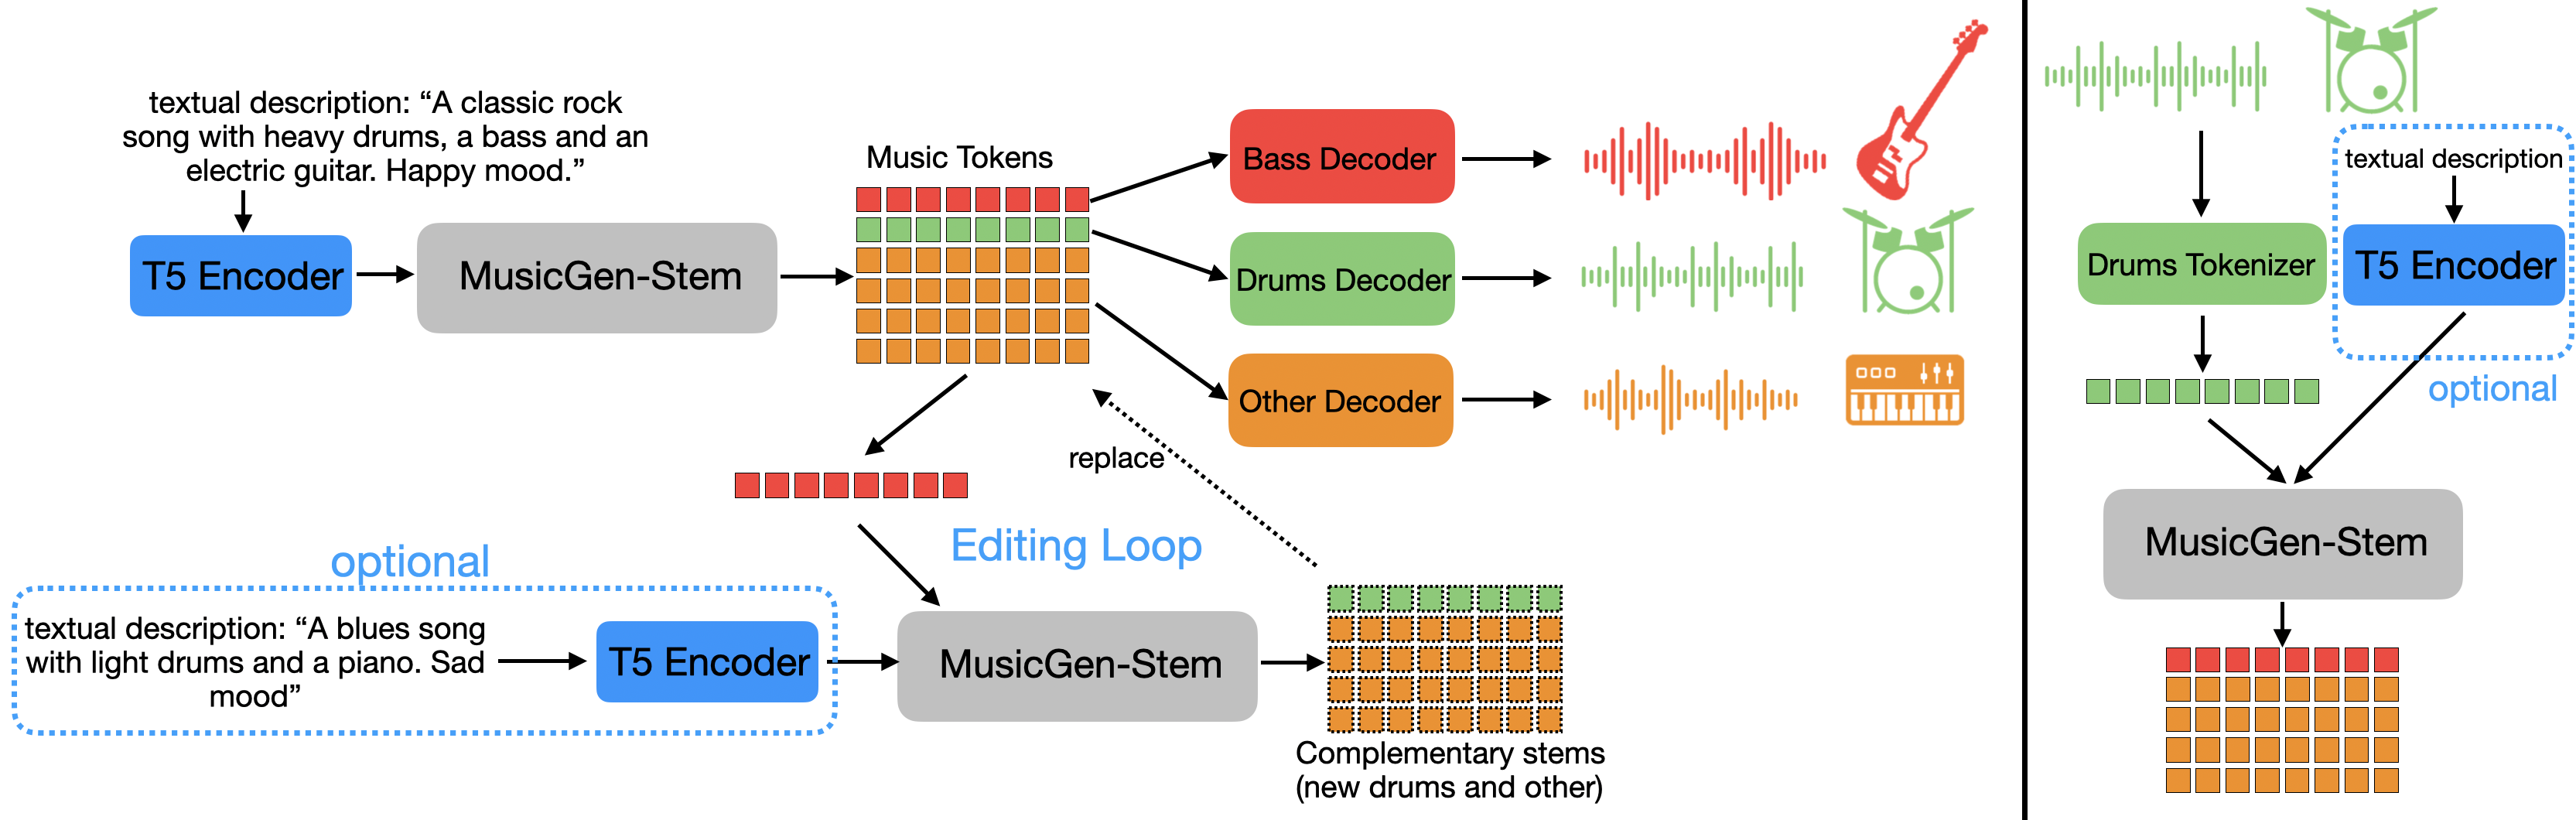 textual description: “A classic rock
song with heavy drums, a bass and an
electric guitar. Happy mood.”
T5 Encoder
MusicGen-Stem
Music Tokens
Bass Decoder
Drums Decoder
Other Decoder
replace
Editing Loop
optional
textual description: “A blues song
with light drums and a piano. Sad
mood”
T5 Encoder
MusicGen-Stem
Complementary stems
(new drums and other)
textual description
Drums Tokenizer
T5 Encoder
optional
MusicGen-Stem